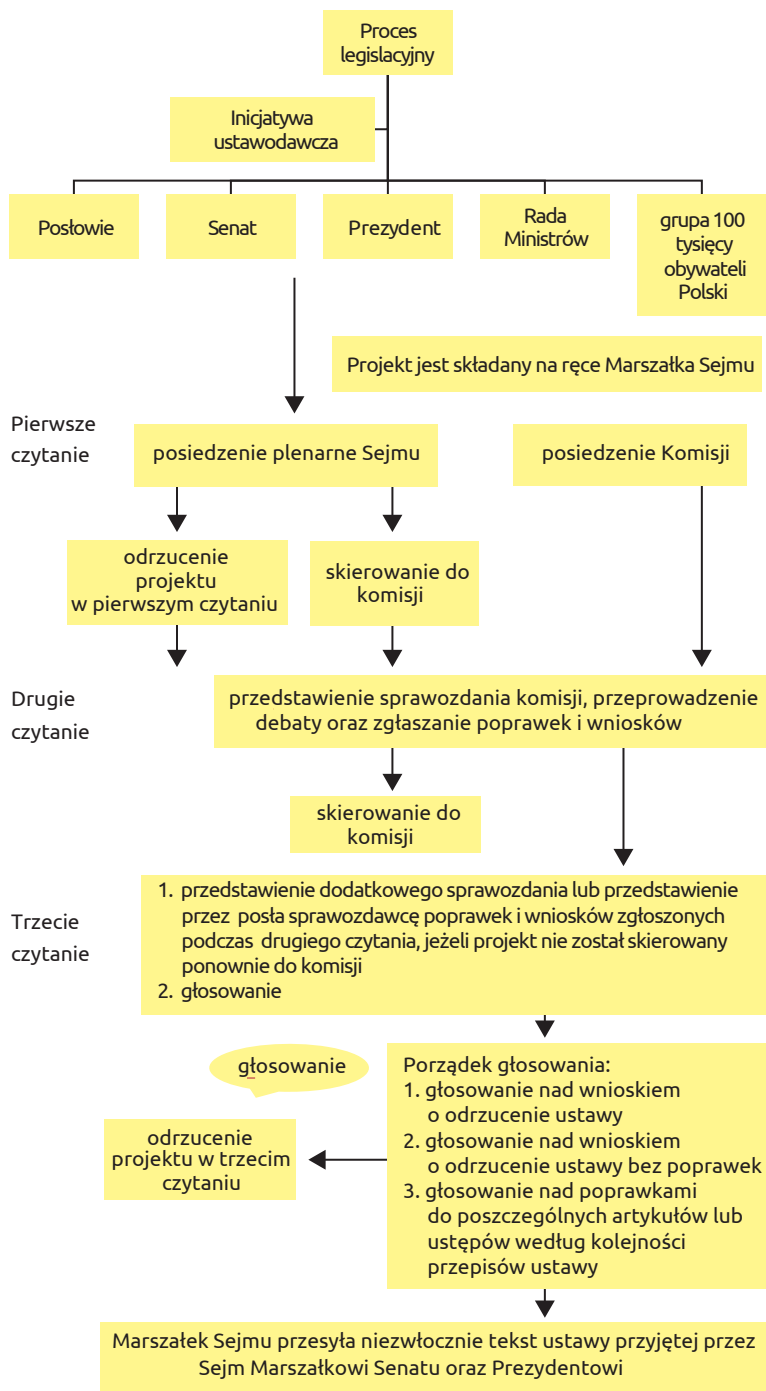 Proces
legislacyjny
Inicjatywa
ustawodawcza
Posłowie
Senat
Prezydent
Rada
Ministrów
grupa 100
tysięcy
obywateli
Polski
Projekt jest składany na ręce Marszałka Sejmu
Pierwsze
czytanie
posiedzenie plenarne Sejmu
posiedzenie Komisji
odrzucenie
projektu
w pierwszym czytaniu
skierowanie do
komisji
Drugie
czytanie
przedstawienie sprawozdania komisji, przeprowadzenie
debaty oraz zgłaszanie poprawek i wniosków
skierowanie do
komisji
Trzecie
czytanie
1. przedstawienie dodatkowego sprawozdania lub przedstawienie
przez posła sprawozdawcę poprawek i wniosków zgłoszonych
podczas drugiego czytania, jeżeli projekt nie został skierowany
ponownie do komisji
2. głosowanie
głosowanie
Porządek głosowania:
1. głosowanie nad wnioskiem
o odrzucenie ustawy
2. głosowanie nad wnioskiem
o odrzucenie ustawy bez poprawek
3. głosowanie nad poprawkami
do poszczególnych artykułów lub
ustępów według kolejności
przepisów ustawy
odrzucenie
projektu w trzecim
czytaniu
Marszałek Sejmu przesyła niezwłocznie tekst ustawy przyjętej przez
Sejm Marszałkowi Senatu oraz Prezydentowi